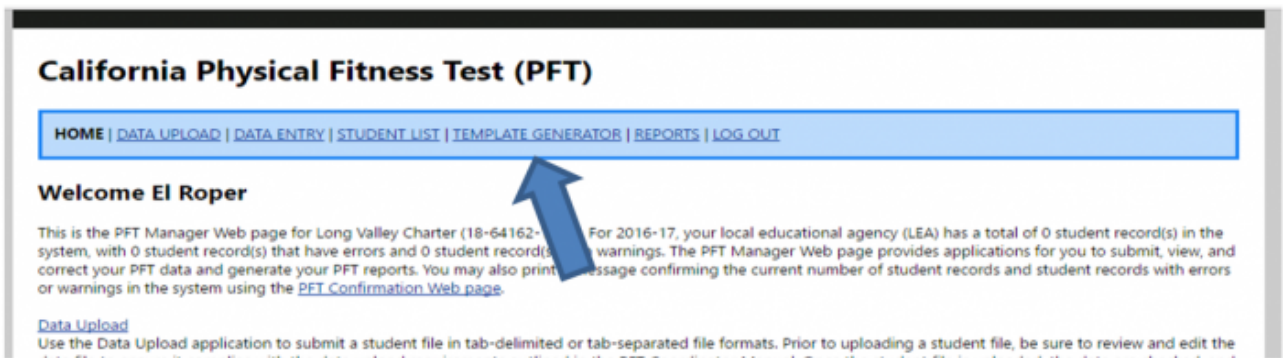 California Physical Fitness Test (PFT)
HOME | DATA UPLOAD | DATA ENTRY | STUDENT LIST | TEMPLATE GENERATOR | REPORTS | LOG OUT
Welcome El Roper
This is the PFT Manager Web page for Long Valley Charter (18-64162- For 2016-17, your local educational agency (LEA) has a total of 0 student record(s) in the
system, with 0 student record(s) that have errors and 0 student record(s) warnings. The PFT Manager Web page provides applications for you to submit, view, and
correct your PFT data and generate your PFT reports. You may also print message confirming the current number of student records and student records with errors
or warnings in the system using the PFT Confirmation Web page.
Data Upload
Use the Data Upload application to submit a student file in tab-delimited or tab-separated file formats. Prior to uploading a student file, be sure to review and edit the